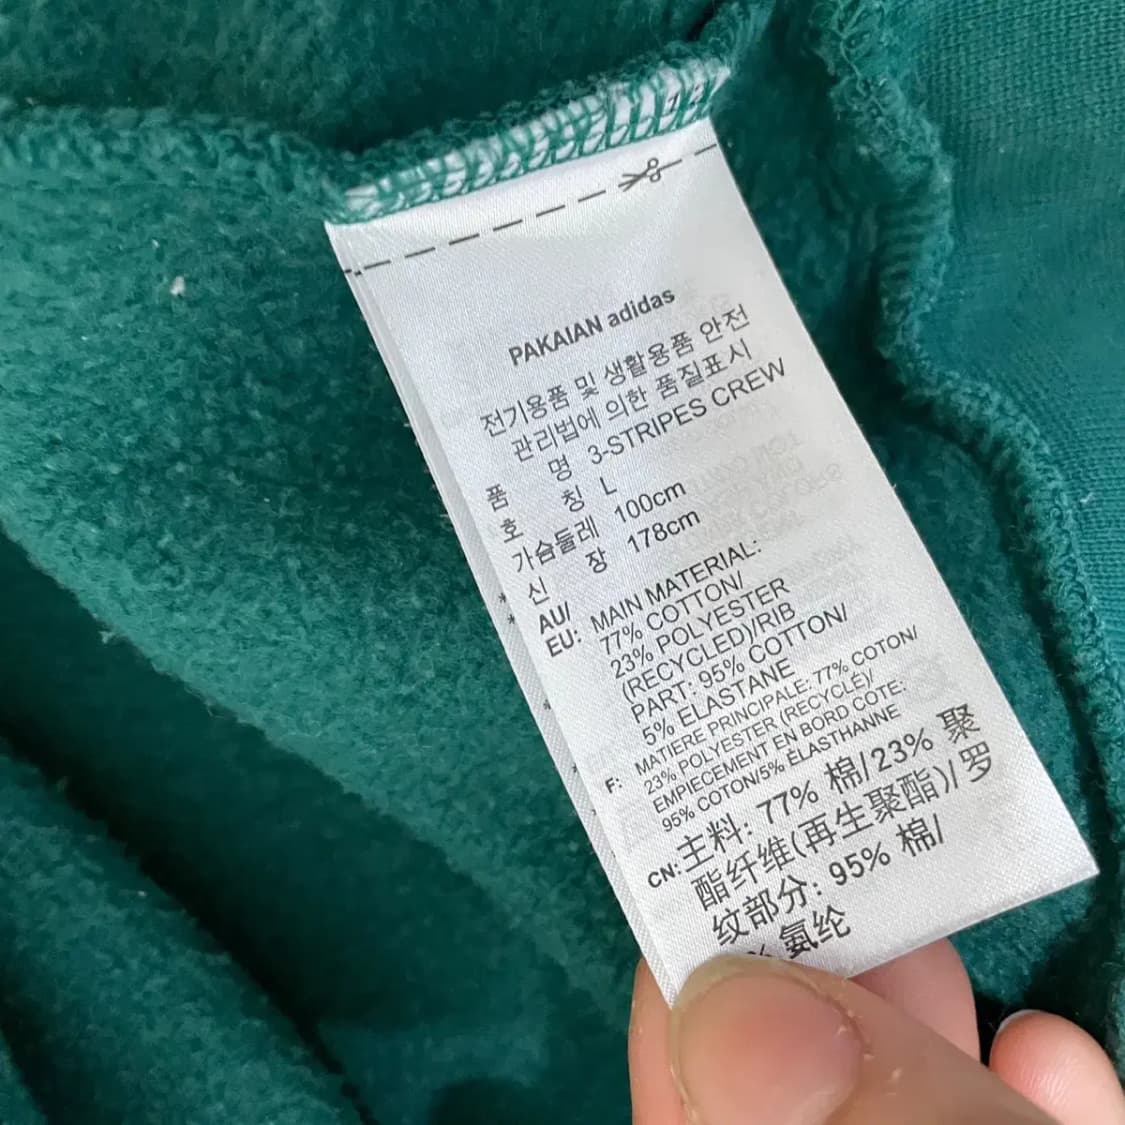 PAKAIAN adidas
전기용품 및 생활용품 안전
관리법에 의한 품질표시
품 명 3-STRIPES CREW
호 칭 L
가슴둘레 100cm
신 장 178cm
AU/
EU: MAIN MATERIAL:
77% COTTON/
23% POLYESTER
(RECYCLED)/RIB
PART: 95% COTTON/
5% ELASTANE
F: MATIERE PRINCIPALE: 77% COTON/
23% POLYESTER (RECYCLÉ)/
EMPIECEMENT EN BORD COTE:
95% COTON/5% ÉLASTHANNE
CN: 主料: 77% 棉/23% 聚
酯纤维(再生聚酯)/罗
纹部分: 95% 棉/
% 氨纶